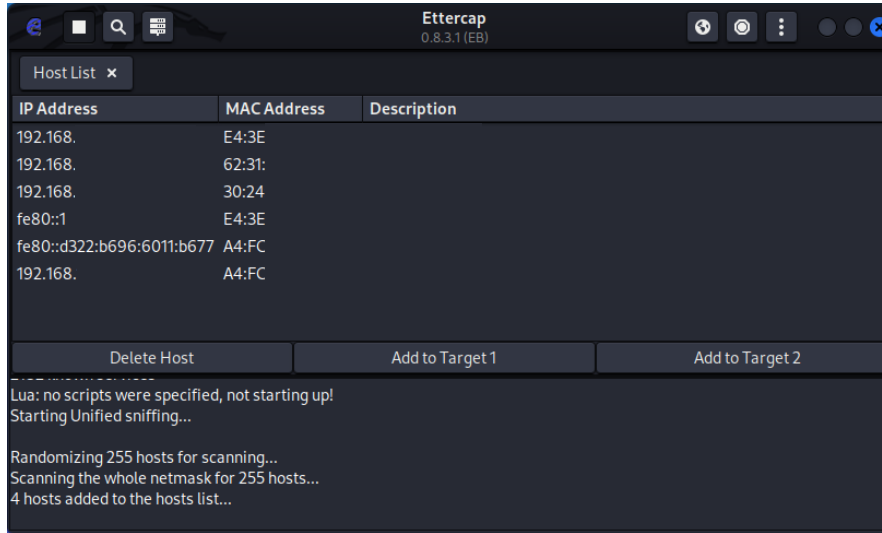 Ettercap
0.8.3.1 (EB)
Host List ×
IP Address MAC Address Description
192.168. E4:3E
192.168. 62:31:
192.168. 30:24
fe80::1 E4:3E
fe80::d322:b696:6011:b677 A4:FC
192.168. A4:FC
Delete Host Add to Target 1 Add to Target 2
Lua: no scripts were specified, not starting up!
Starting Unified sniffing...
Randomizing 255 hosts for scanning...
Scanning the whole netmask for 255 hosts...
4 hosts added to the hosts list...